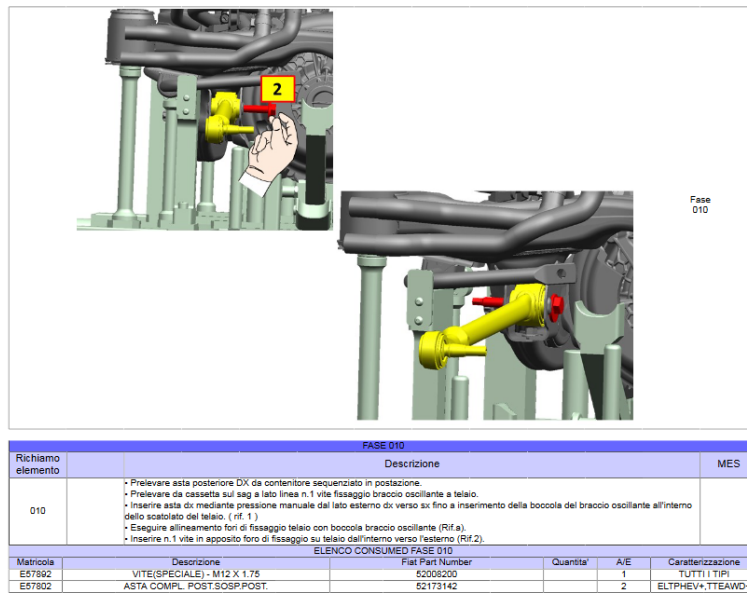 2
Fase
010
FASE 010
Richiamo elemento Descrizione MES
010
• Prelevare asta posteriore DX da contenitore sequenziato in postazione.
• Prelevare da cassetta sul sag a lato linea n.1 vite fissaggio braccio oscillante a telaio.
• Inserire asta dx mediante pressione manuale dal lato esterno dx verso sx fino a inserimento della boccola del braccio oscillante all'interno
dello scatolato del telaio. ( rif. 1 )
• Eseguire allineamento fori di fissaggio telaio con boccola braccio oscillante (Rif.a).
• Inserire n.1 vite in apposito foro di fissaggio su telaio dall'interno verso l'esterno (Rif.2).
ELENCO CONSUMED FASE 010
Matricola Descrizione Fiat Part Number Quantita' A/E Caratterizzazione
E57892 VITE(SPECIALE) - M12 X 1.75 52008200 1 TUTTI I TIPI
E57802 ASTA COMPL. POST.SOSP.POST. 52173142 2 ELTPHEV+,TTEAWD